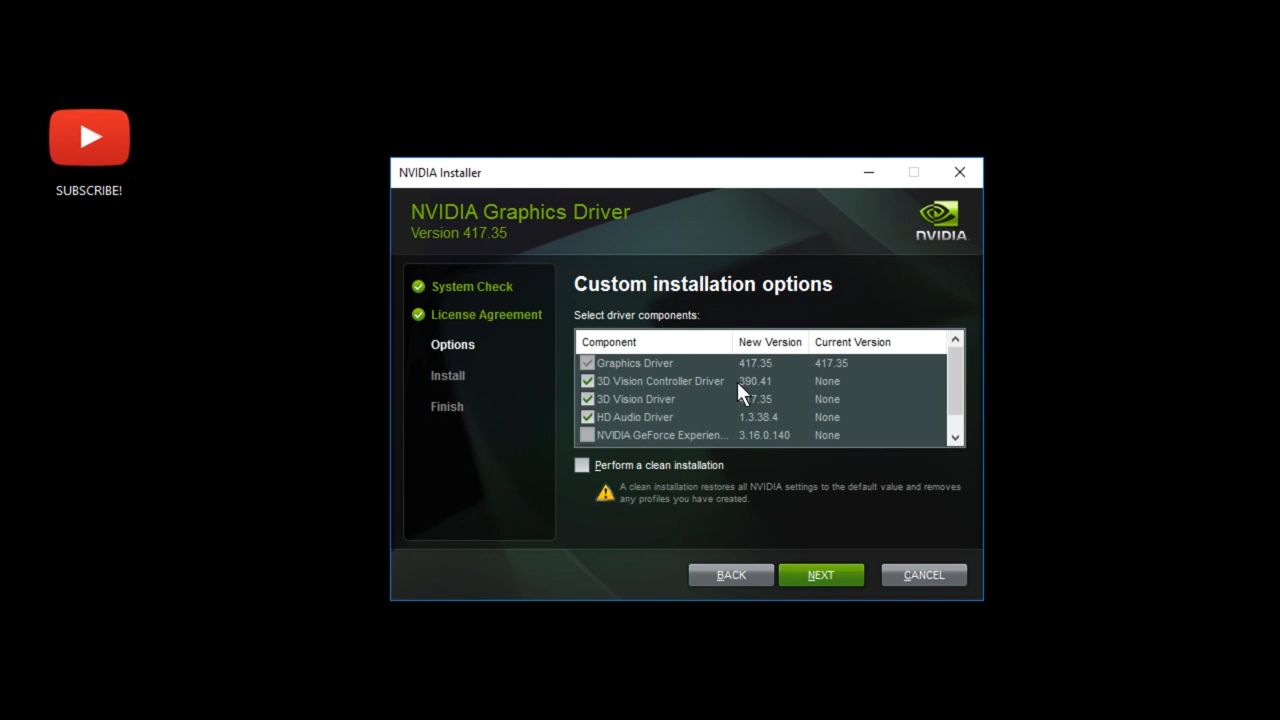 SUBSCRIBE!
NVIDIA Installer
NVIDIA Graphics Driver
Version 417.35
NVIDIA
System Check
License Agreement
Options
Install
Finish
Custom installation options
Select driver components:
Component New Version Current Version
Graphics Driver 417.35 417.35
3D Vision Controller Driver 390.41 None
3D Vision Driver 7.35 None
HD Audio Driver 1.3.38.4 None
NVIDIA GeForce Experien... 3.16.0.140 None
Perform a clean installation
A clean installation restores all NVIDIA settings to the default value and removes
any profiles you have created.
BACK NEXT CANCEL